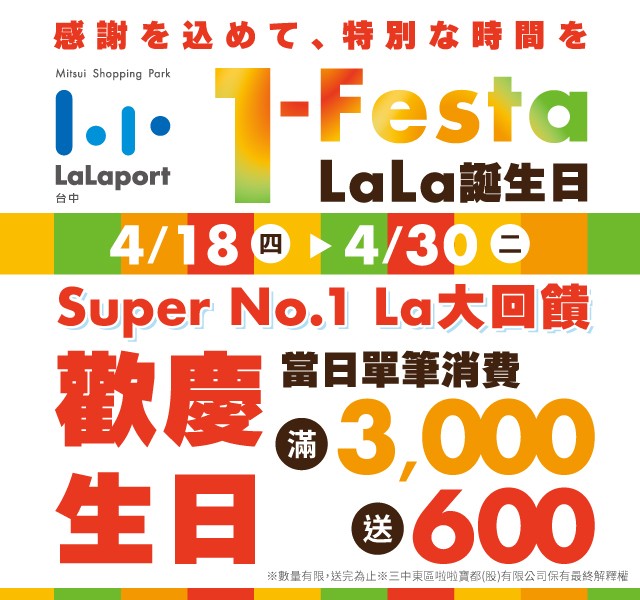 感謝を込めて、特別な時間を
Mitsui Shopping Park
LaLaport
台中
1-Festa
LaLa誕生日
4/18 四 ▶ 4/30 二
Super No.1 La大回饋
歡慶
生日
當日單筆消費
滿3,000
送600
※數量有限,送完為止※三中東區啦啦寶都(股)有限公司保有最終解釋權